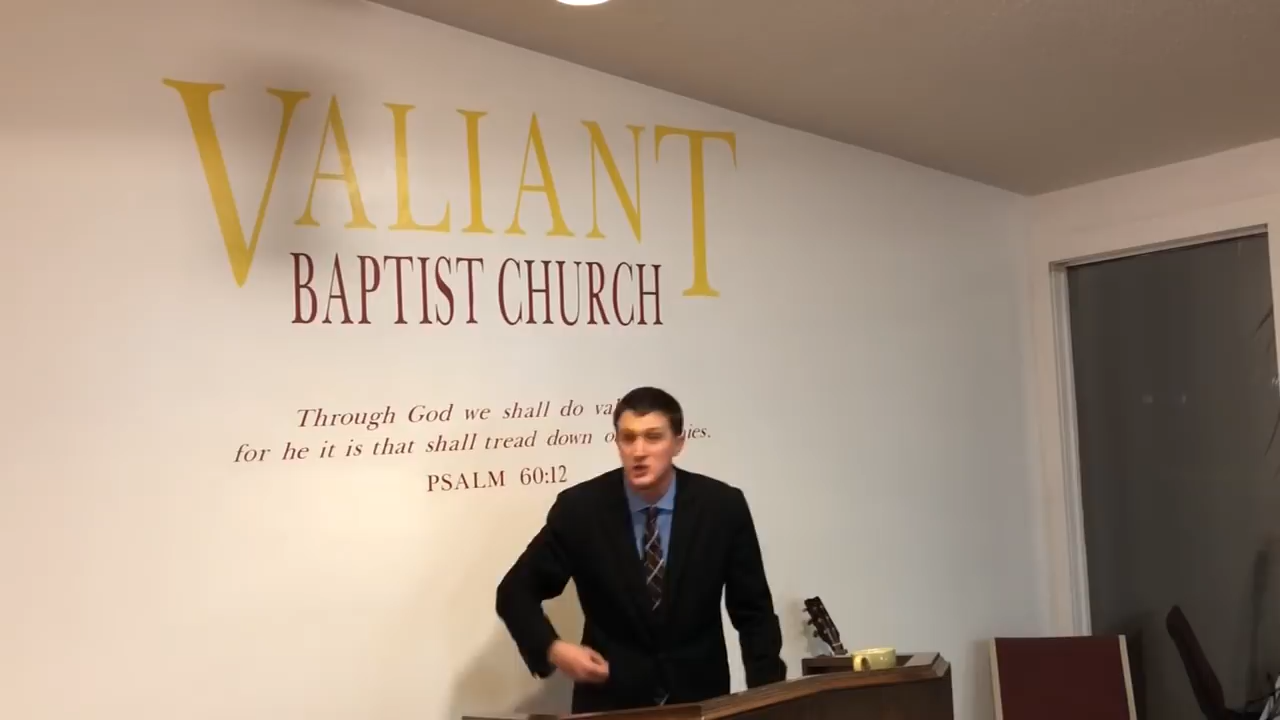 VALIANT
BAPTIST CHURCH
Through God we shall do
for he it is that shall tread down
PSALM 60:12